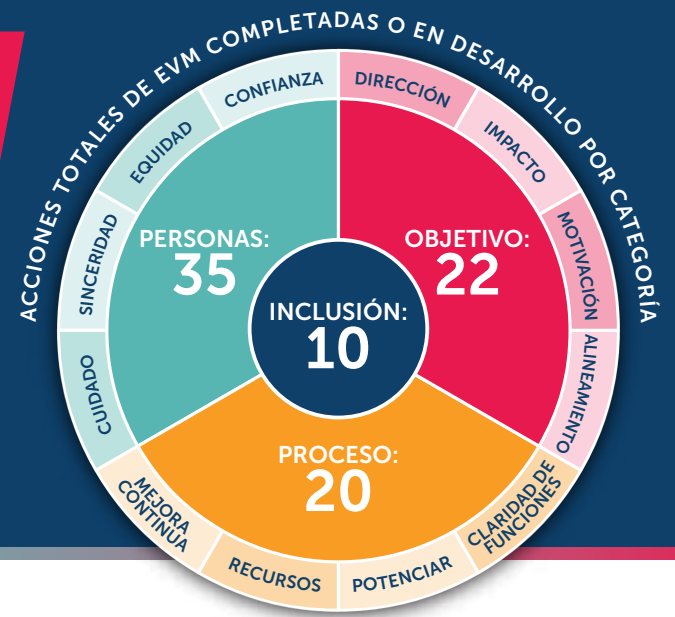 ACCIONES TOTALES DE EVM COMPLETADAS O EN DESARROLLO POR CATEGORÍA
CONFIANZA
DIRECCIÓN
EQUIDAD
IMPACTO
SINCERIDAD
MOTIVACIÓN
CUIDADO
ALINEAMIENTO
PERSONAS:
35
OBJETIVO:
22
INCLUSIÓN:
10
PROCESO:
20
MEJORA
CONTINUA
RECURSOS
POTENCIAR
CLARIDAD DE
FUNCIONES